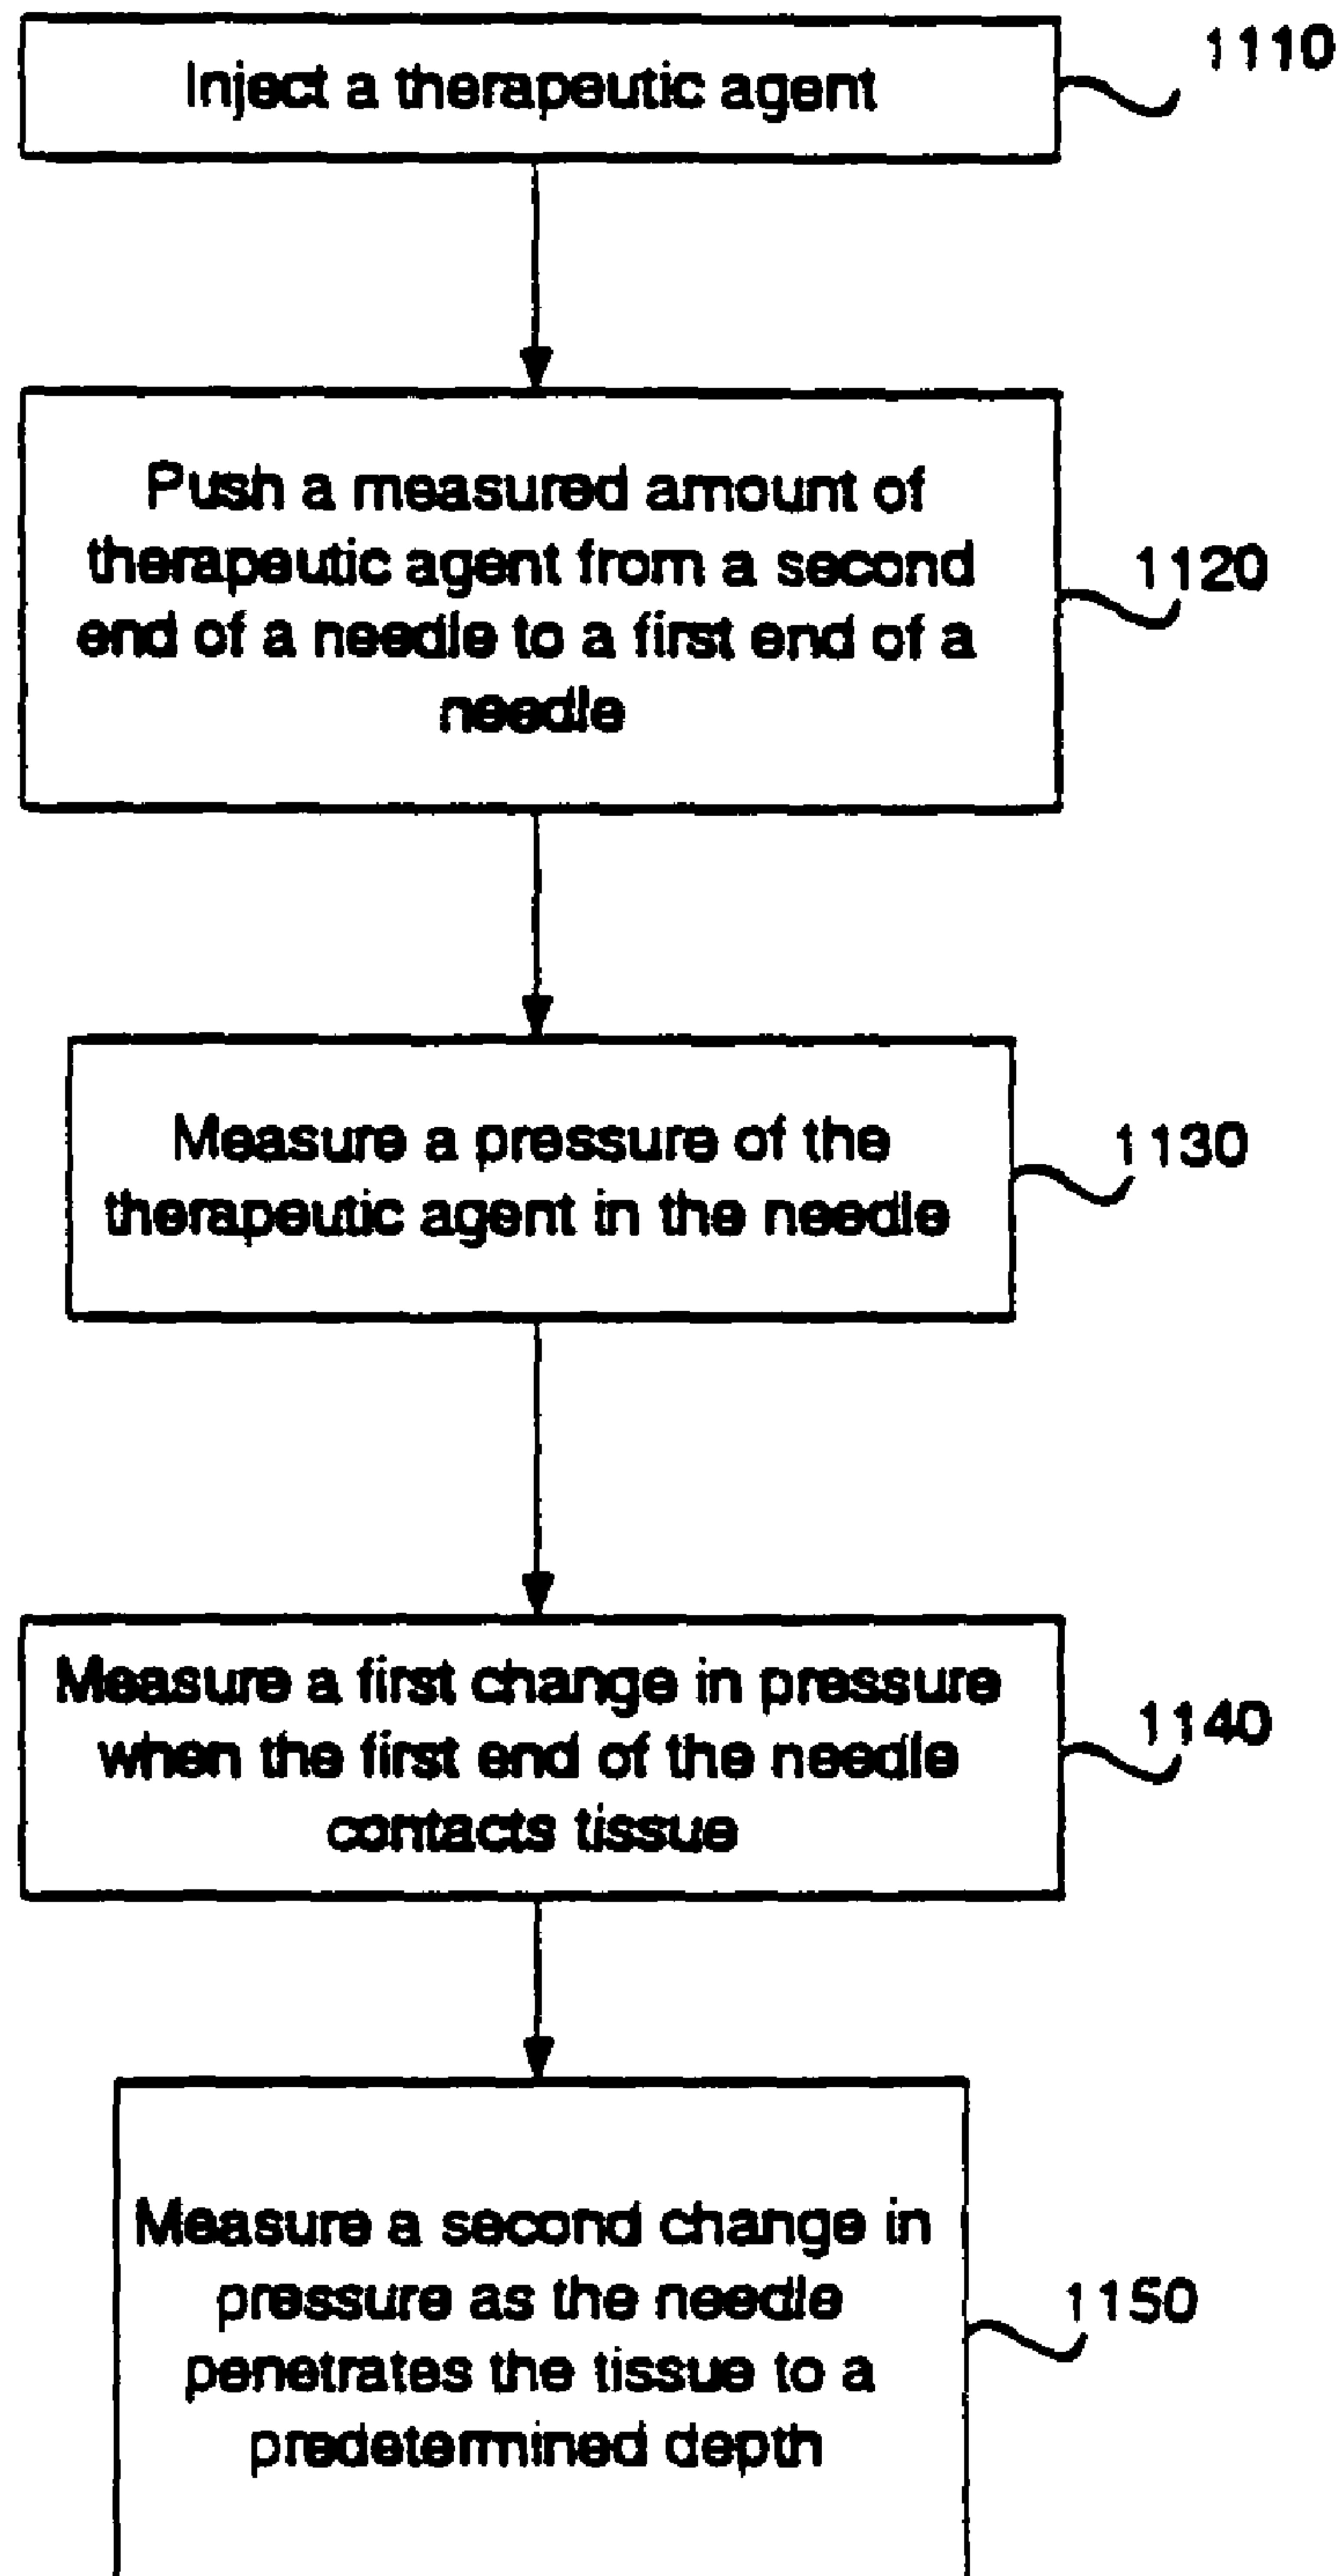 Inject a therapeutic agent
1110
Push a measured amount of
therapeutic agent from a second
end of a needle to a first end of a
needle
1120
Measure a pressure of the
therapeutic agent in the needle
1130
Measure a first change in pressure
when the first end of the needle
contacts tissue
1140
Measure a second change in
pressure as the needle
penetrates the tissue to a
predetermined depth
1150